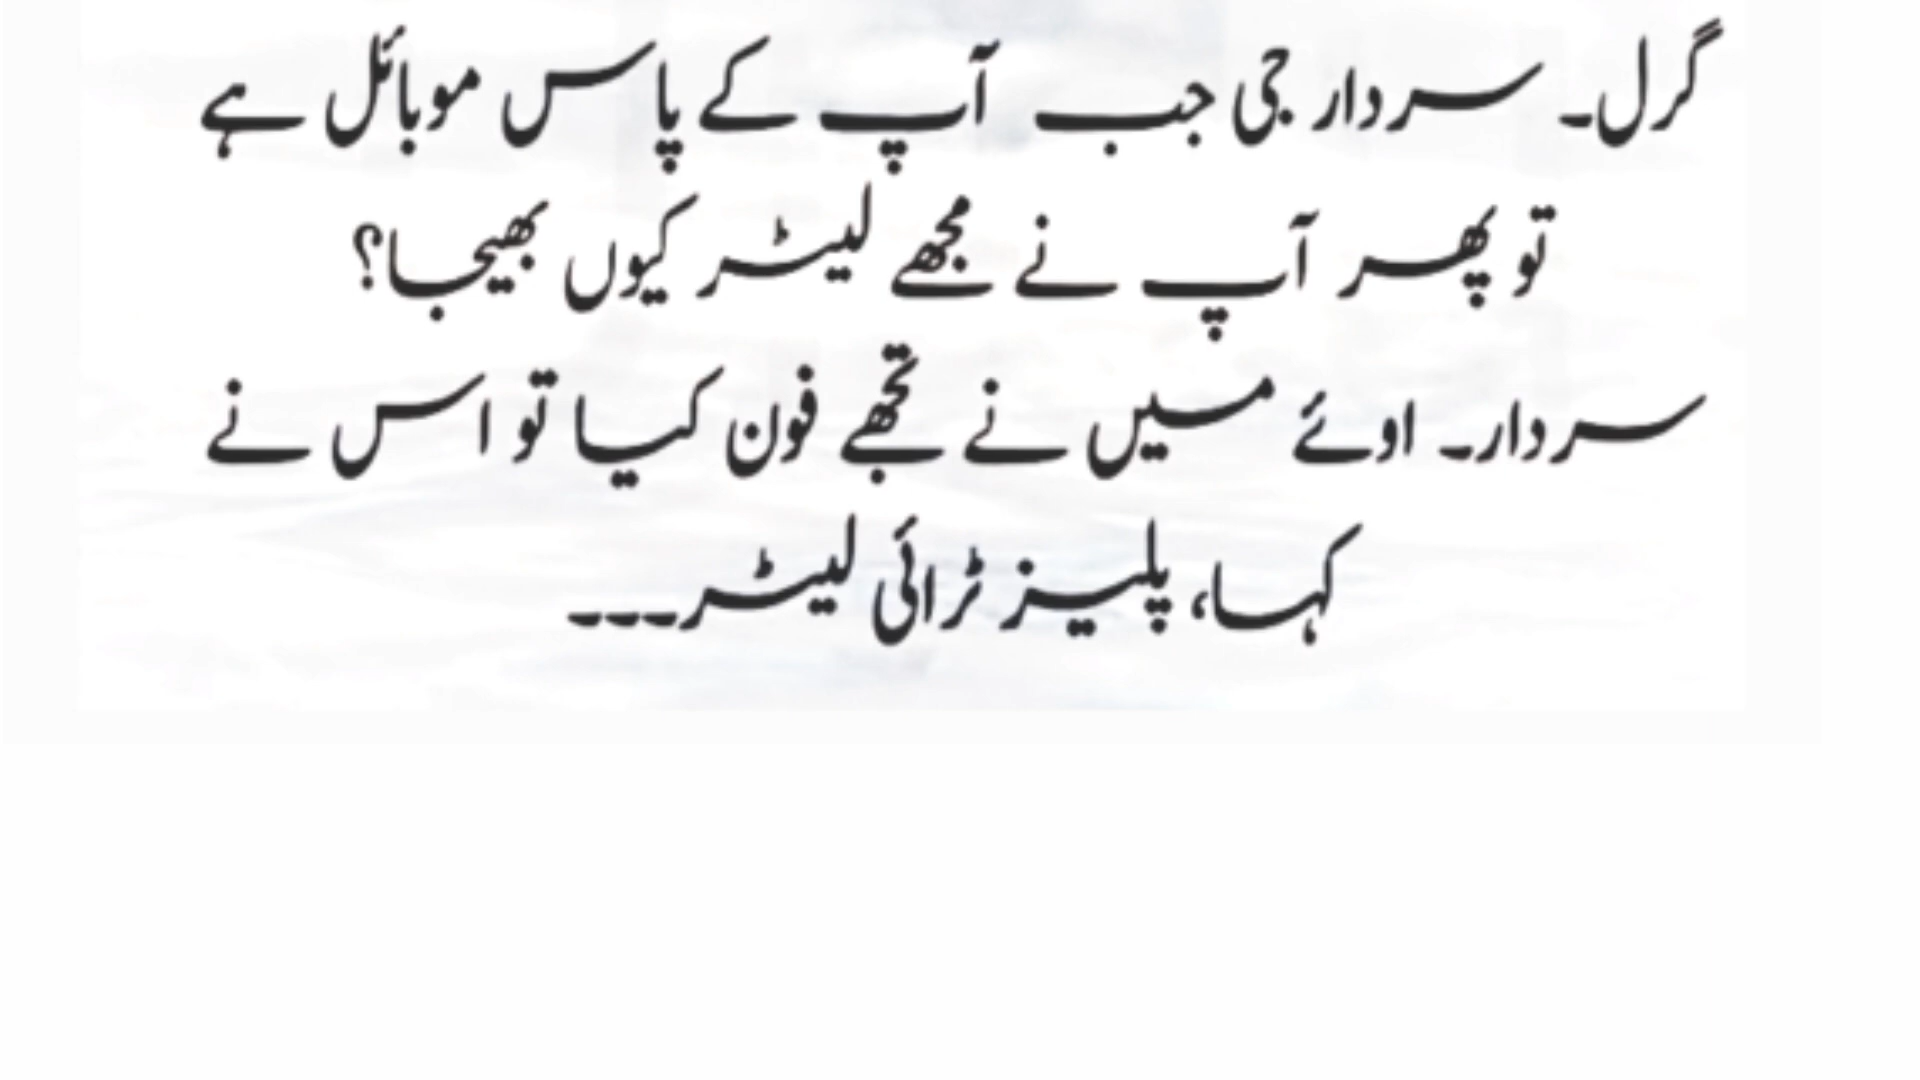 گرل۔ سردار جی جب آپ کے پاس موبائل ہے
تو پھر آپ نے مجھے لیٹر کیوں بھیجا؟
سردار۔ اوئے میں نے تجھے فون کیا تو اس نے
کہا، پلیز ٹرائی لیٹر۔۔۔